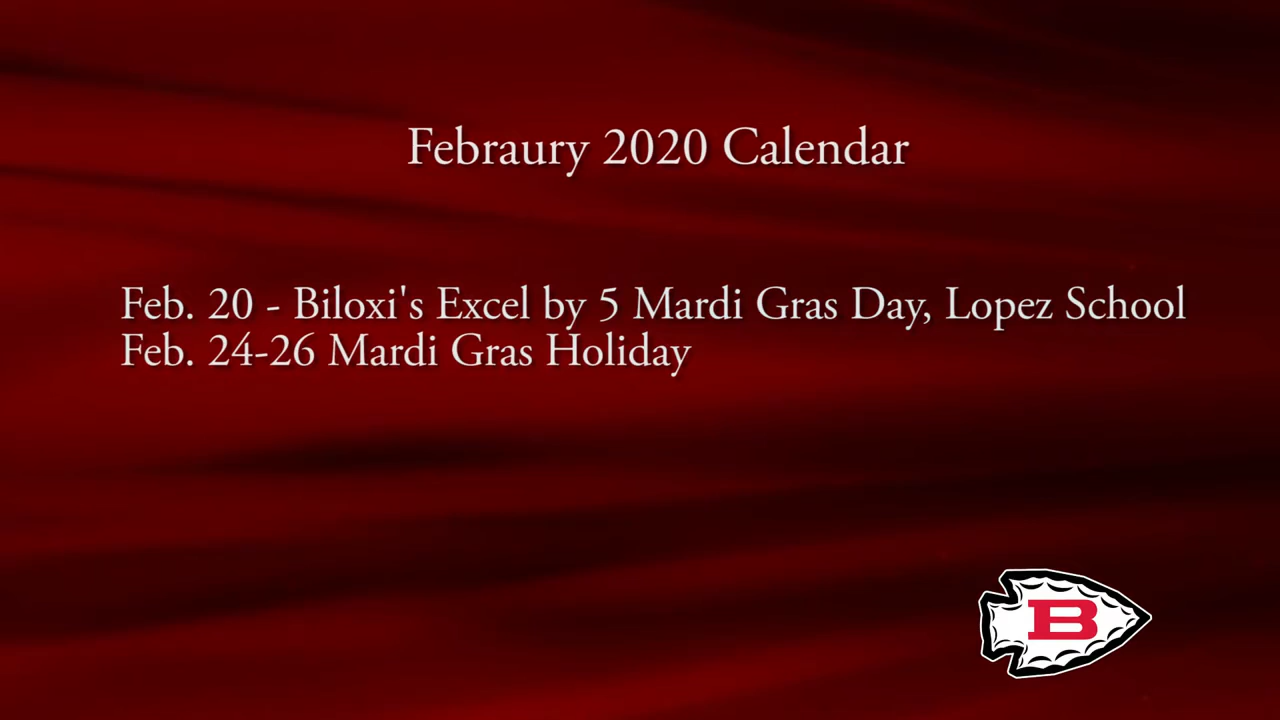 Febraury 2020 Calendar
Feb. 20 - Biloxi's Excel by 5 Mardi Gras Day, Lopez School
Feb. 24-26 Mardi Gras Holiday
B